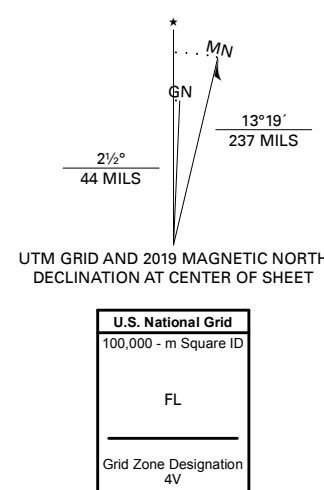 ★
MN
GN
13°19´
237 MILS
2½°
44 MILS
UTM GRID AND 2019 MAGNETIC NORTH
DECLINATION AT CENTER OF SHEET
U.S. National Grid
100,000 - m Square ID
FL
Grid Zone Designation
4V